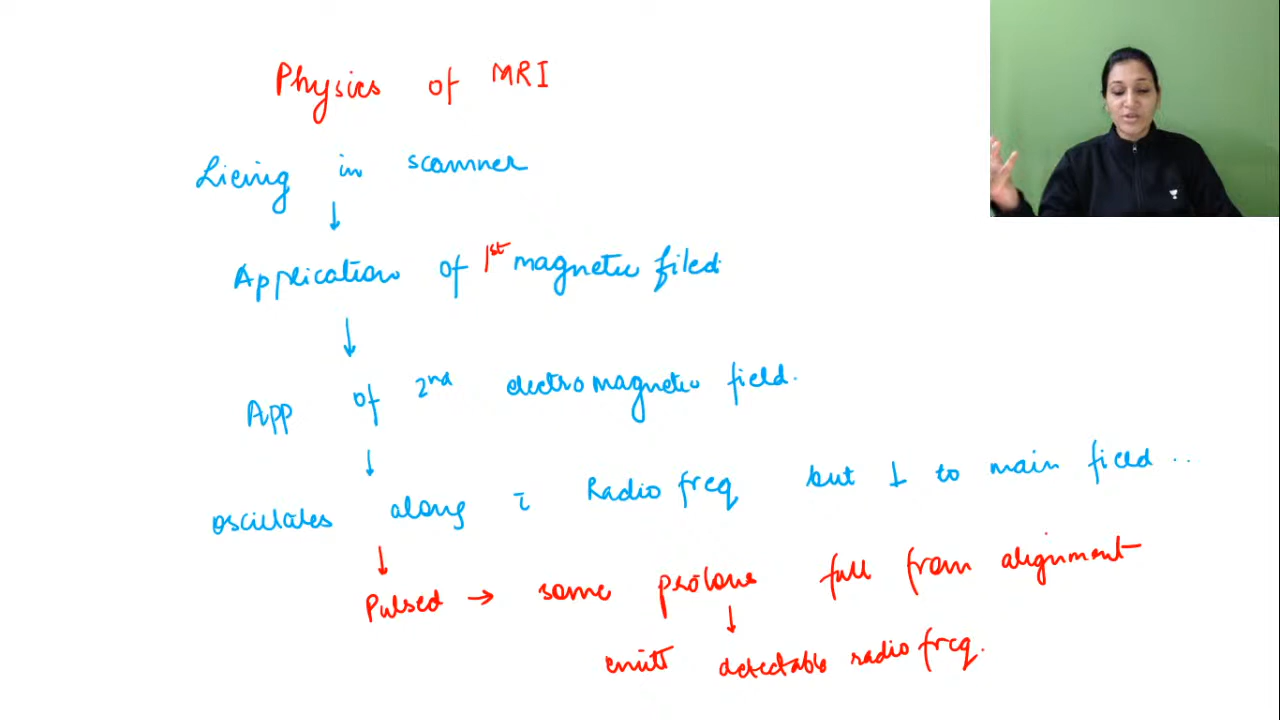 Physics of MRI
Lieing in scanner
↓
Application of 1st magnetic filed
↓
App of 2nd electromagnetic field.
↓
oscillates along c̄ Radio freq but ⊥ to main field ..
↓
Pulsed → some protons fall from alignment
↓
emitt detectable radio freq.